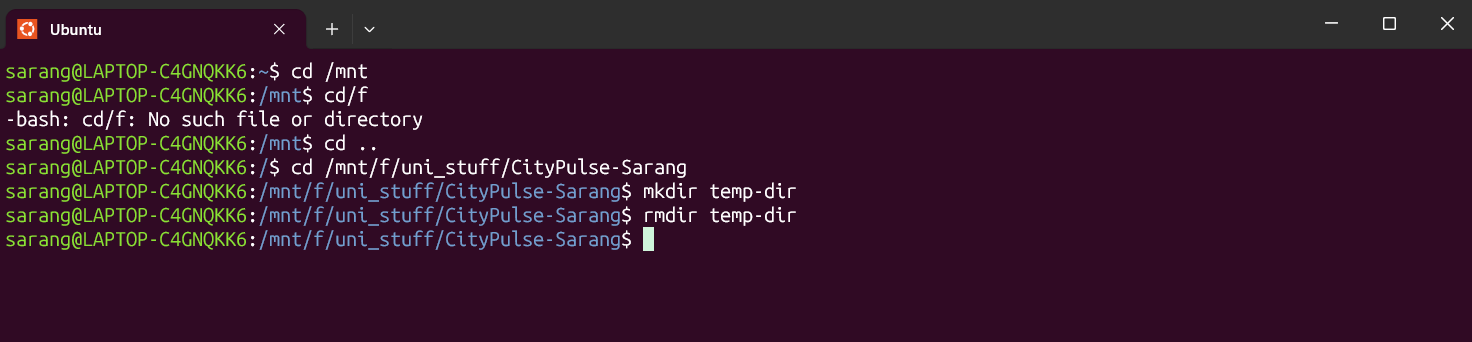 Ubuntu
sarang@LAPTOP-C4GNQKK6:~$ cd /mnt
sarang@LAPTOP-C4GNQKK6:/mnt$ cd/f
-bash: cd/f: No such file or directory
sarang@LAPTOP-C4GNQKK6:/mnt$ cd ..
sarang@LAPTOP-C4GNQKK6:/$ cd /mnt/f/uni_stuff/CityPulse-Sarang
sarang@LAPTOP-C4GNQKK6:/mnt/f/uni_stuff/CityPulse-Sarang$ mkdir temp-dir
sarang@LAPTOP-C4GNQKK6:/mnt/f/uni_stuff/CityPulse-Sarang$ rmdir temp-dir
sarang@LAPTOP-C4GNQKK6:/mnt/f/uni_stuff/CityPulse-Sarang$